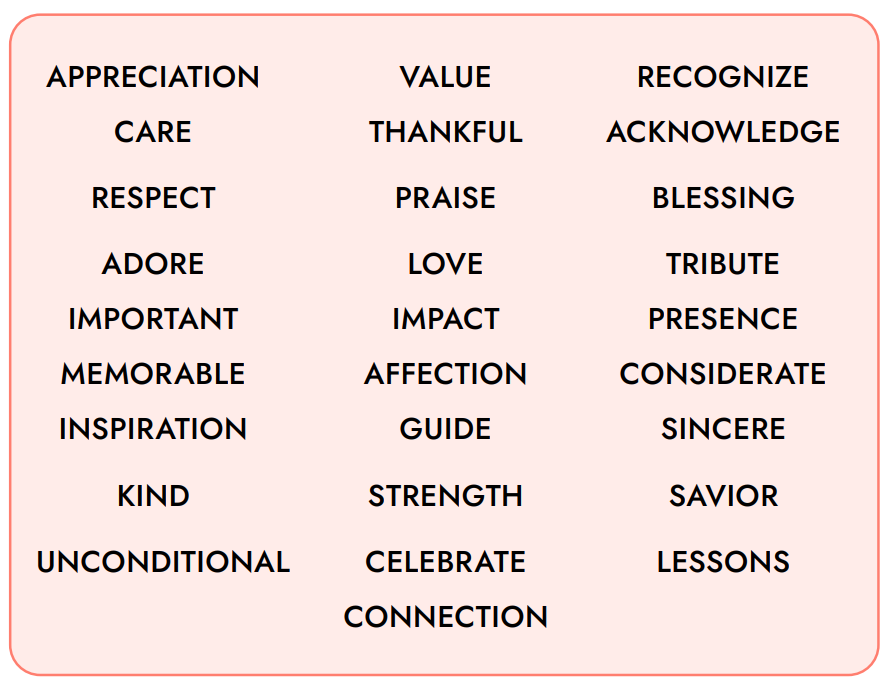 APPRECIATION VALUE RECOGNIZE
CARE THANKFUL ACKNOWLEDGE
RESPECT PRAISE BLESSING
ADORE LOVE TRIBUTE
IMPORTANT IMPACT PRESENCE
MEMORABLE AFFECTION CONSIDERATE
INSPIRATION GUIDE SINCERE
KIND STRENGTH SAVIOR
UNCONDITIONAL CELEBRATE LESSONS
CONNECTION